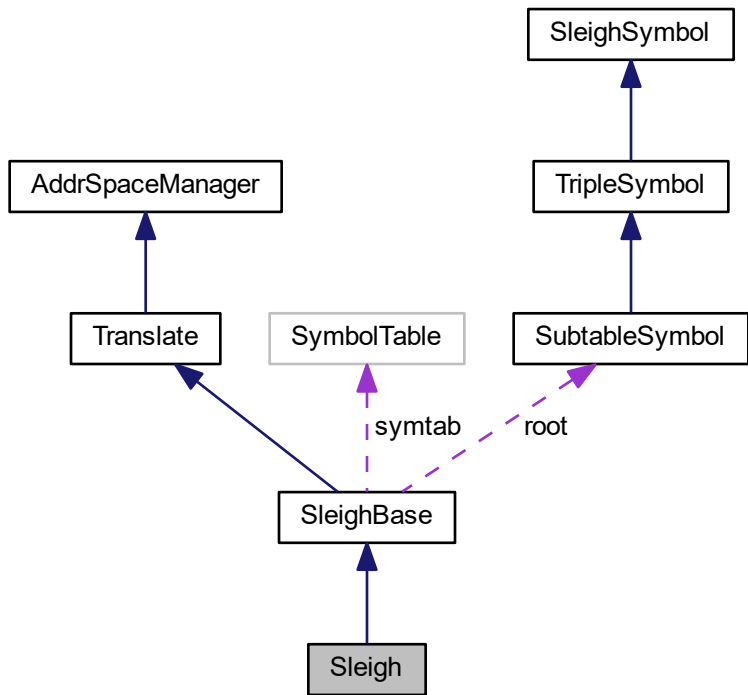 SleighSymbol
AddrSpaceManager
TripleSymbol
Translate
SymbolTable
SubtableSymbol
symtab
root
SleighBase
Sleigh